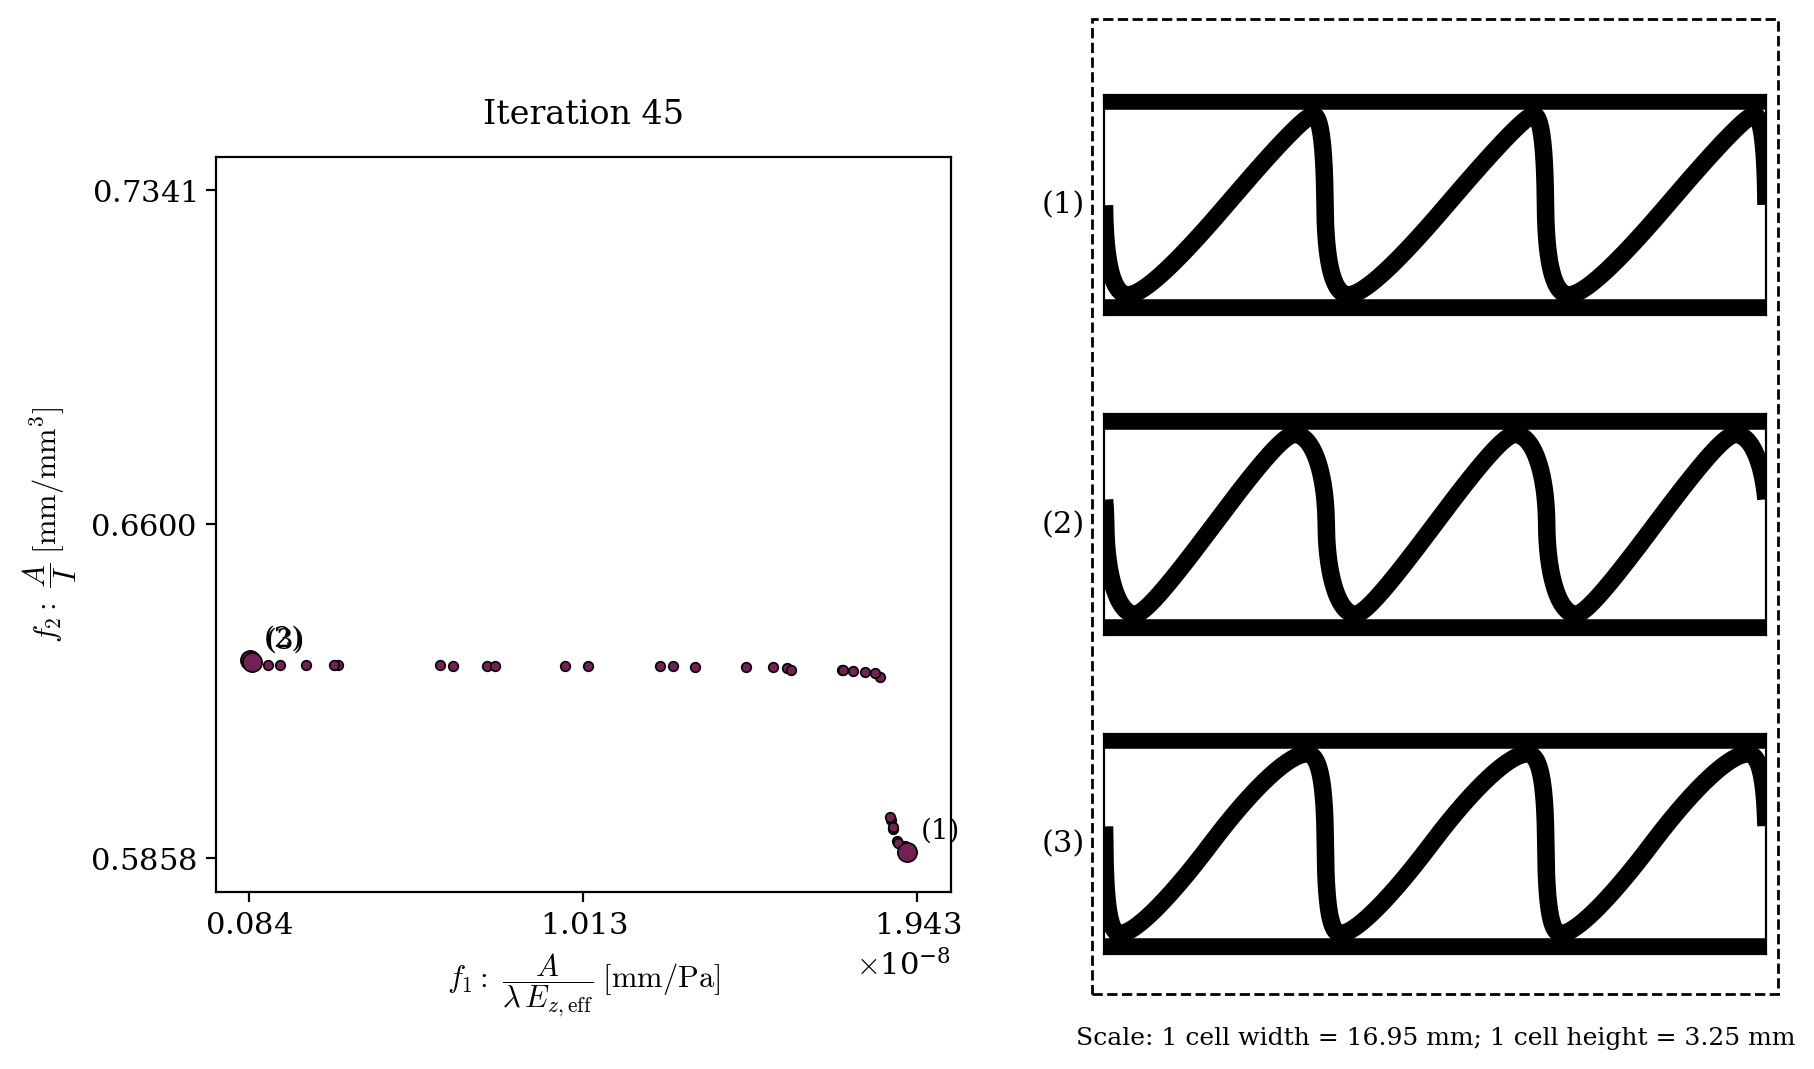 Iteration 45
0.7341
0.6600
0.5858
f₂ : A/I [mm/mm³]
(2)
(3)
(1)
0.084 1.013 1.943
×10⁻⁸
f₁ : A/(λ E_z,eff) [mm/Pa]
(1)
(2)
(3)
Scale: 1 cell width = 16.95 mm; 1 cell height = 3.25 mm